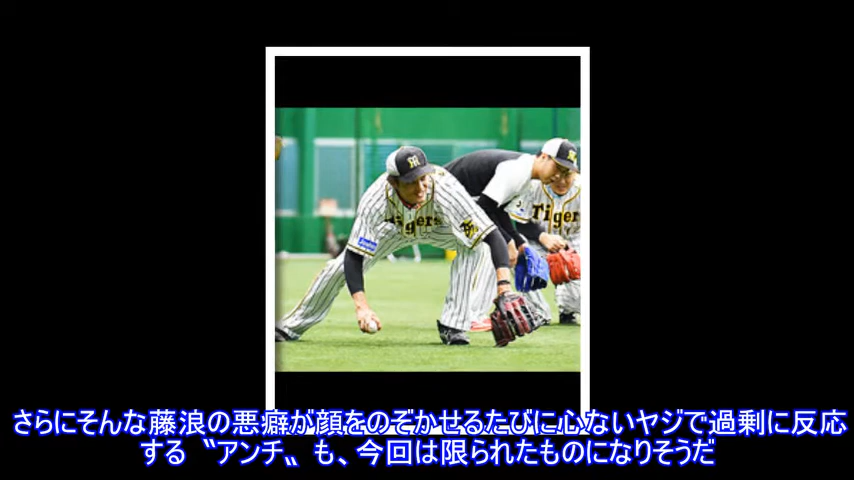 Tigers
Tigers
さらにそんな藤浪の悪癖が顔をのぞかせるたびに心ないヤジで過剰に反応
する〝アンチ〟も、今回は限られたものになりそうだ